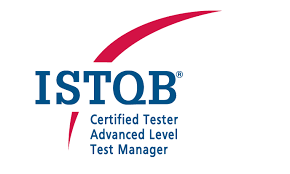 ISTQB®
Certified Tester
Advanced Level
Test Manager